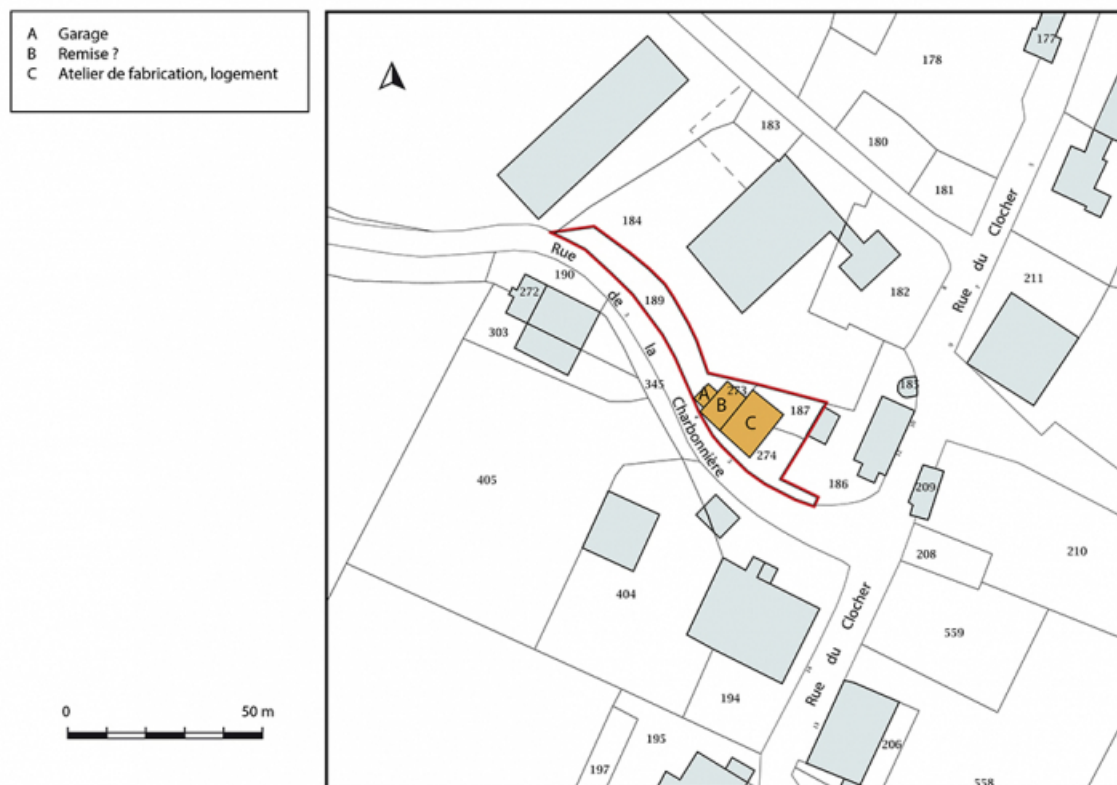 A Garage
B Remise ?
C Atelier de fabrication, logement
177
178
183
180
181
184
Rue du Clocher
211
182
Rue de la Charbonnière
190
272
189
303
345
185
A
B
C
273
187
274
186
405
209
210
208
404
559
Rue du Clocher
194
195
206
197
558
0 50 m